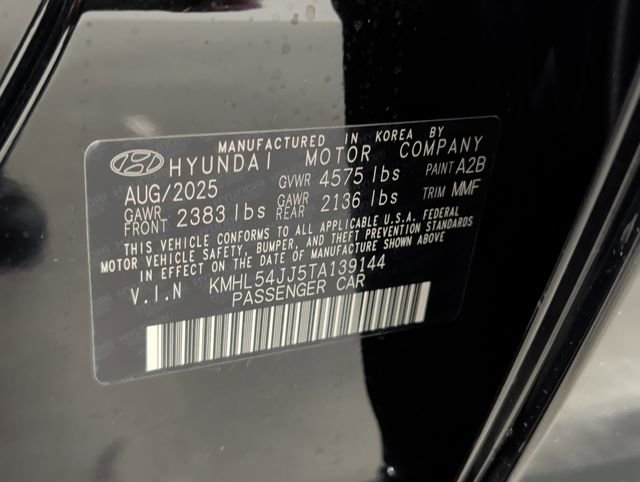 MANUFACTURED IN KOREA BY
HYUNDAI MOTOR COMPANY
AUG/2025 GVWR 4575 lbs PAINT A2B
GAWR FRONT 2383 lbs GAWR REAR 2136 lbs TRIM MMF
THIS VEHICLE CONFORMS TO ALL APPLICABLE U.S.A. FEDERAL
MOTOR VEHICLE SAFETY, BUMPER, AND THEFT PREVENTION STANDARDS
IN EFFECT ON THE DATE OF MANUFACTURE SHOWN ABOVE
V.I.N KMHL54JJ5TA139144
PASSENGER CAR